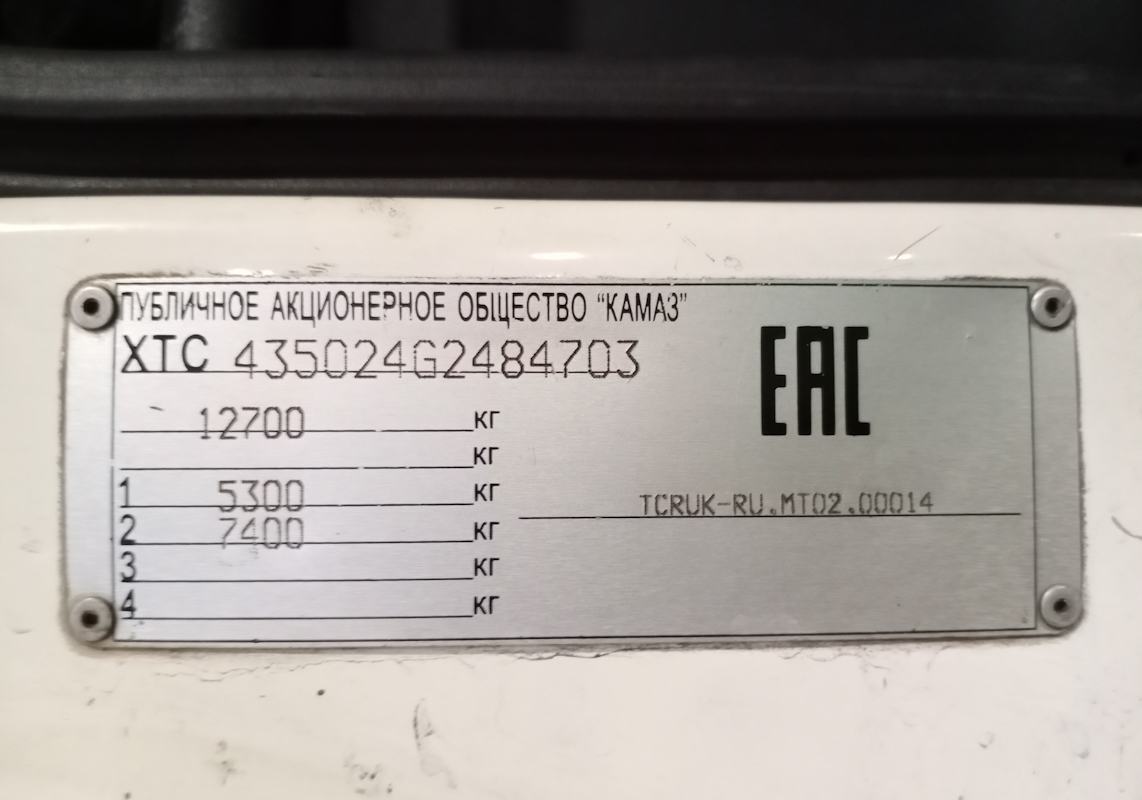 ПУБЛИЧНОЕ АКЦИОНЕРНОЕ ОБЩЕСТВО "КАМАЗ"
XTC 435024G2484703
EAC
12700 КГ
КГ
1 5300 КГ
2 7400 КГ
TCRUK-RU.MT02.00014
3 КГ
4 КГ